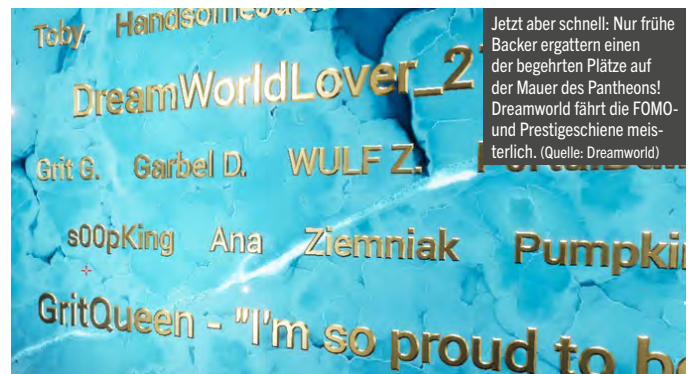 Toby
DreamWorldLover_2
Grit G. Garbel D. WULF Z.
s00pKing Ana Ziemniak
GritQueen - "I'm so proud to
Jetzt aber schnell: Nur frühe
Backer ergattern einen
der begehrten Plätze auf
der Mauer des Pantheons!
Dreamworld fährt die FOMO-
und Prestigeschiene meis-
terlich. (Quelle: Dreamworld)